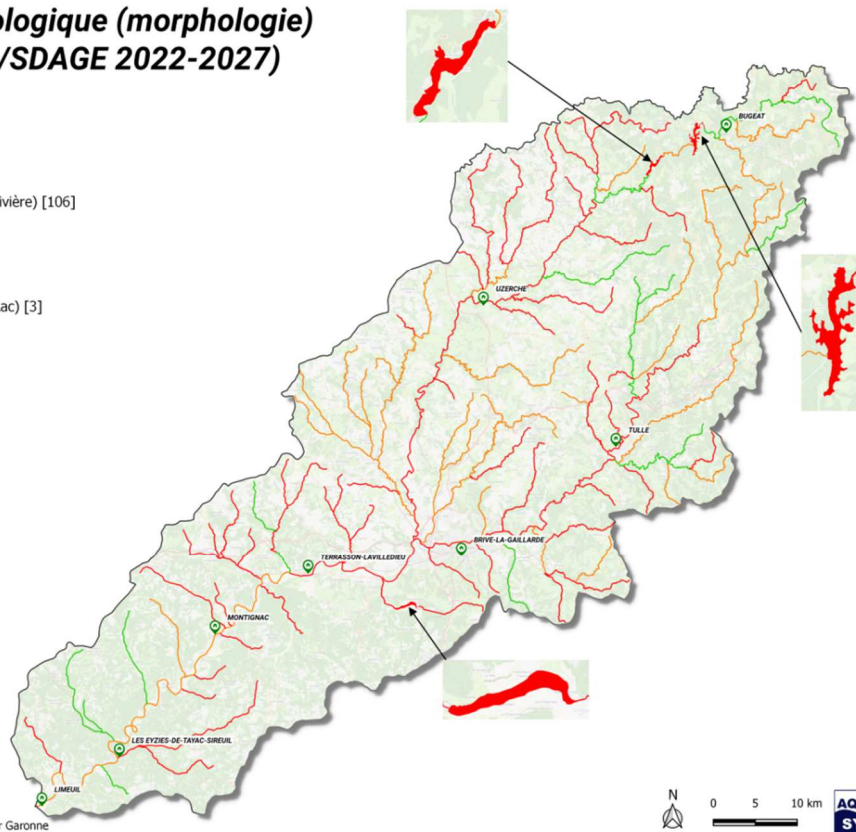 ologique (morphologie)
/SDAGE 2022-2027)
ivière) [106]
ac) [3]
BUGEAT
UZERCHE
TULLE
BRIVE-LA-GAILLARDE
TERRASSON-LAVILLEDIEU
MONTIGNAC
LES EYZIES-DE-TAYAC-SIREUIL
LIMEUIL
r Garonne
N
0 5 10 km
AQ
SY